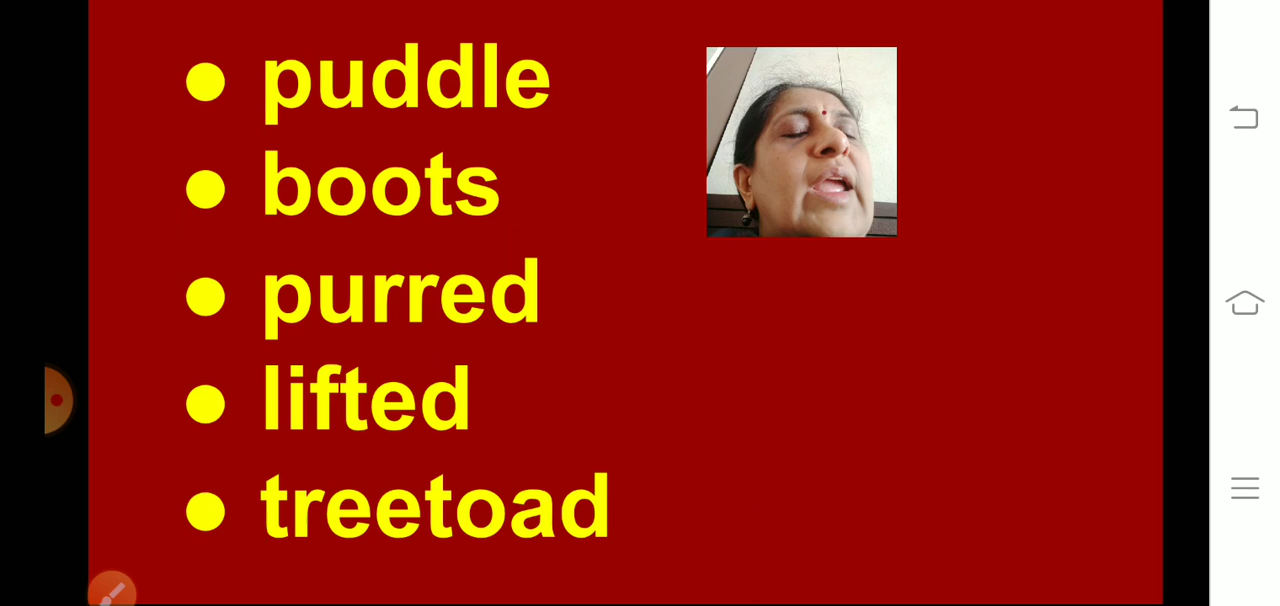 ● puddle
● boots
● purred
● lifted
● treetoad